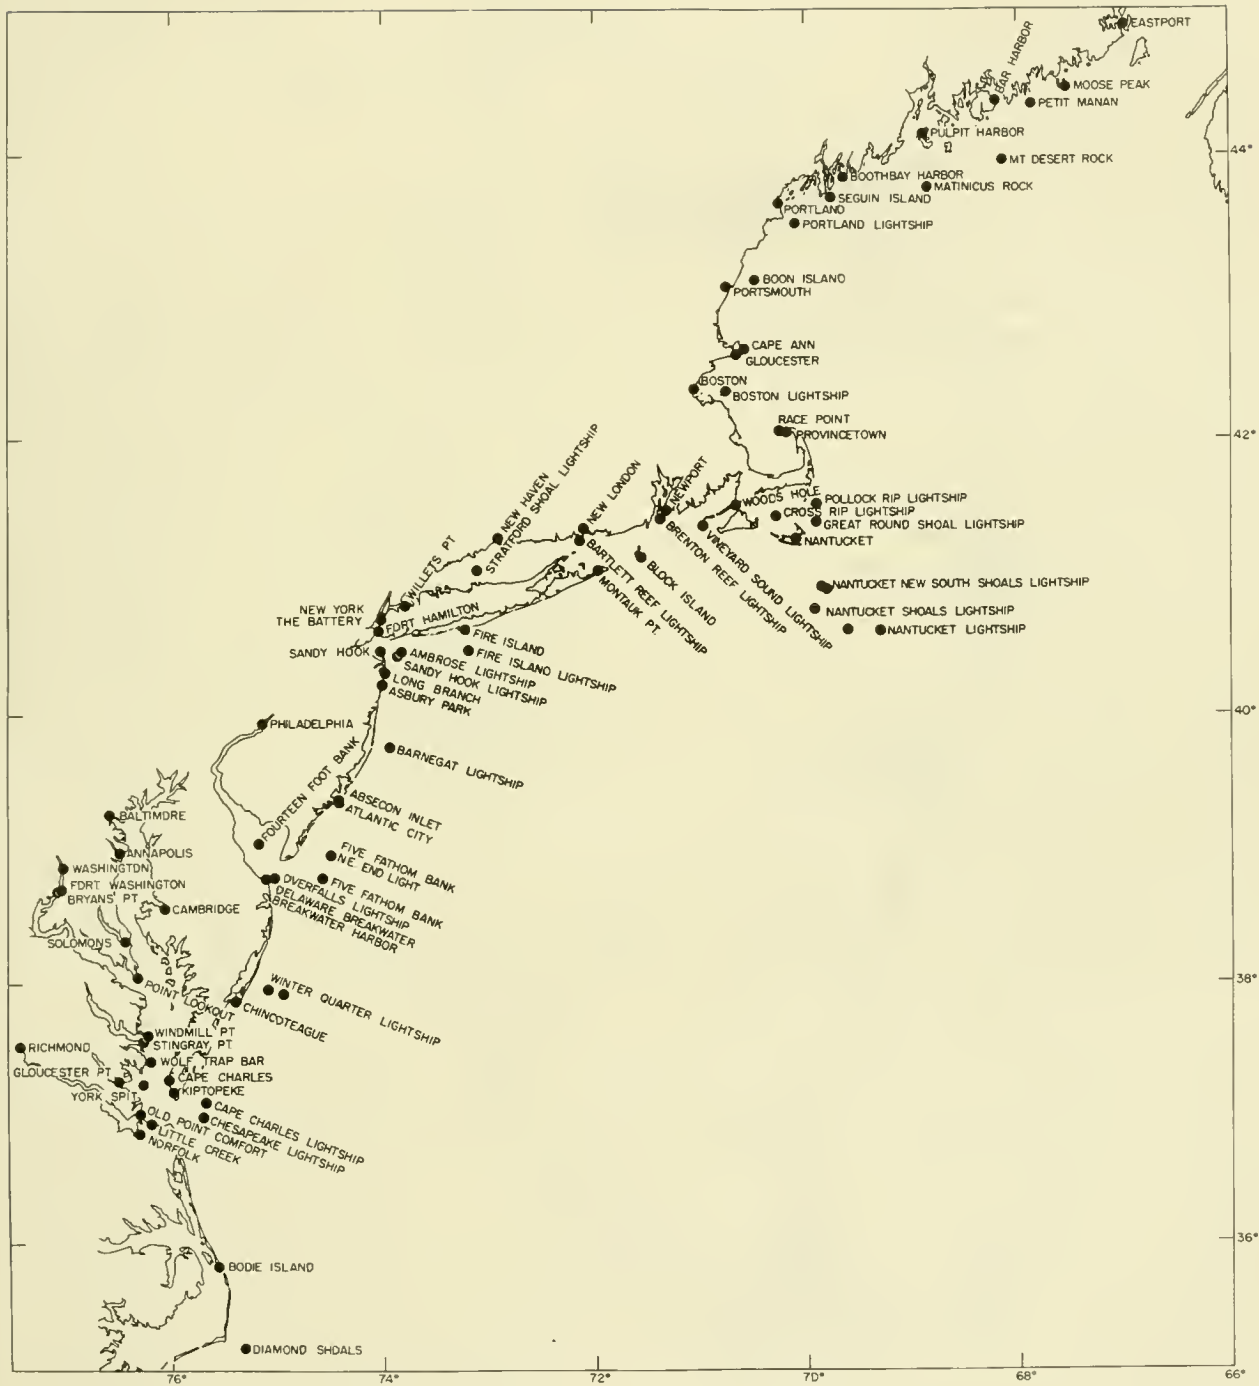 EASTPORT
BAR HARBOR
MOOSE PEAK
PETIT MANAN
PULPIT HARBOR
44°
MT DESERT ROCK
BOOTHBAY HARBOR
MATINICUS ROCK
SEGUIN ISLAND
PORTLAND
PORTLAND LIGHTSHIP
BOON ISLAND
PORTSMOUTH
CAPE ANN
GLOUCESTER
BOSTON
BOSTON LIGHTSHIP
RACE POINT
PROVINCETOWN
42°
NEW HAVEN
STRATFORD SHOAL LIGHTSHIP
NEW LONDON
NEWPORT
WOODS HOLE
POLLOCK RIP LIGHTSHIP
CROSS RIP LIGHTSHIP
GREAT ROUND SHOAL LIGHTSHIP
NANTUCKET
WILLETS PT
BARTLETT REEF LIGHTSHIP
MONTAUK PT.
BLOCK ISLAND
BRENTON REEF LIGHTSHIP
VINEYARD SOUND LIGHTSHIP
NANTUCKET NEW SOUTH SHOALS LIGHTSHIP
NANTUCKET SHOALS LIGHTSHIP
NANTUCKET LIGHTSHIP
NEW YORK
THE BATTERY
FORT HAMILTON
SANDY HOOK
FIRE ISLAND
FIRE ISLAND LIGHTSHIP
AMBROSE LIGHTSHIP
SANDY HOOK LIGHTSHIP
LONG BRANCH
ASBURY PARK
40°
PHILADELPHIA
BARNEGAT LIGHTSHIP
FOURTEEN FOOT BANK
ABSECON INLET
ATLANTIC CITY
BALTIMORE
ANNAPOLIS
WASHINGTON
FORT WASHINGTON
BRYANS PT.
CAMBRIDGE
FIVE FATHOM BANK
N.E. END LIGHT
FIVE FATHOM BANK
OVERFALLS LIGHTSHIP
DELAWARE BREAKWATER
BREAKWATER HARBOR
SOLOMONS
POINT LOOKOUT
38°
WINTER QUARTER LIGHTSHIP
CHINCOTEAGUE
WINDMILL PT
STINGRAY PT.
RICHMOND
WOLF TRAP BAR
GLOUCESTER PT.
CAPE CHARLES
KIPTOPEKE
YORK SPIT
CAPE CHARLES LIGHTSHIP
CHESAPEAKE LIGHTSHIP
OLD POINT COMFORT
LITTLE CREEK
NORFOLK
36°
BODIE ISLAND
DIAMOND SHOALS
76°
74°
72°
70°
68°
66°